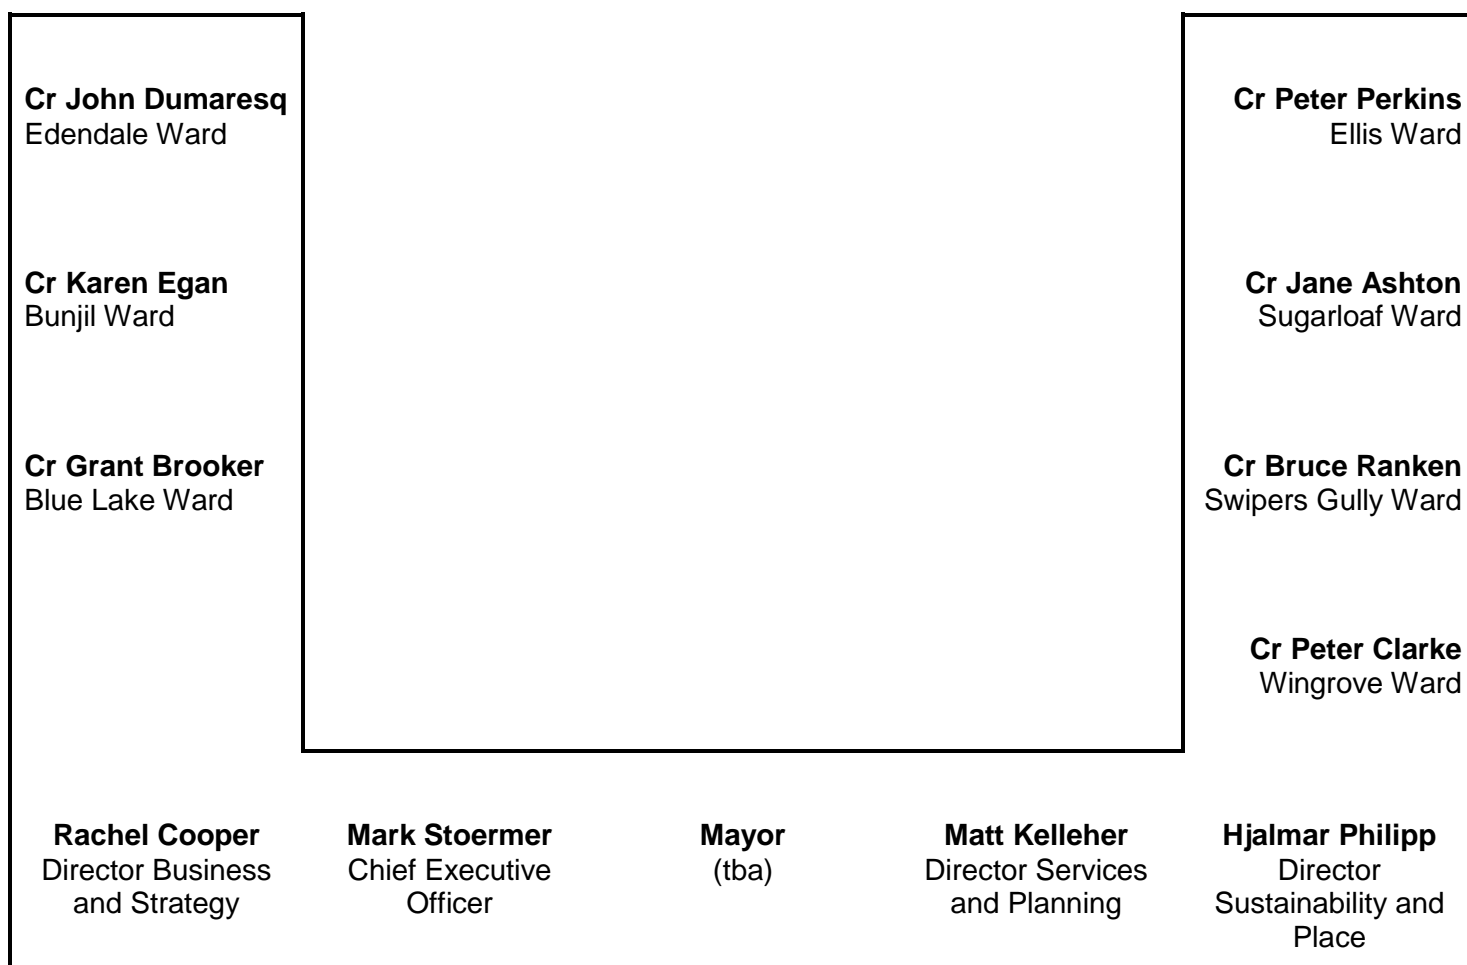 Cr John Dumaresq
Edendale Ward
Cr Peter Perkins
Ellis Ward
Cr Karen Egan
Bunjil Ward
Cr Jane Ashton
Sugarloaf Ward
Cr Grant Brooker
Blue Lake Ward
Cr Bruce Ranken
Swipers Gully Ward
Cr Peter Clarke
Wingrove Ward
Rachel Cooper
Director Business
and Strategy
Mark Stoermer
Chief Executive
Officer
Mayor
(tba)
Matt Kelleher
Director Services
and Planning
Hjalmar Philipp
Director
Sustainability and
Place